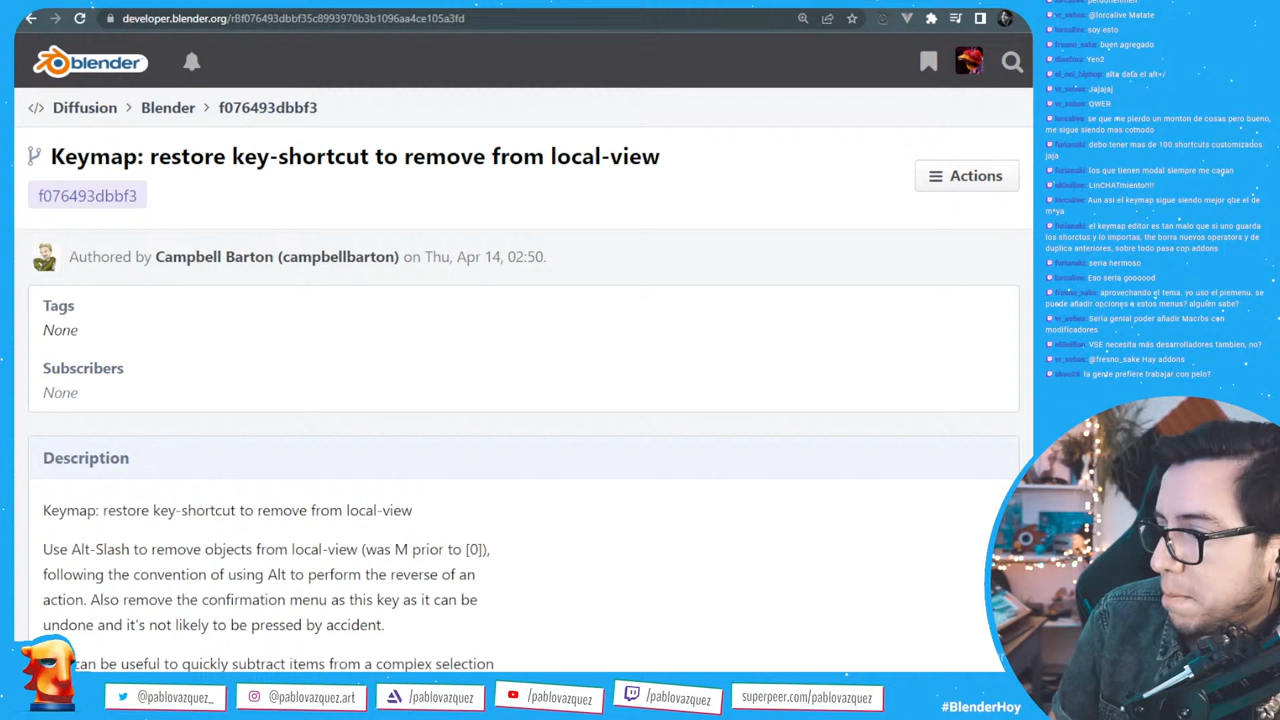 developer.blender.org/rBf076493dbbf35c8993970b3b1096aa4ce105a3fd
blender
Diffusion > Blender > f076493dbbf3
Keymap: restore key-shortcut to remove from local-view
f076493dbbf3
Actions
Authored by Campbell Barton (campbellbarton) on Thu, Apr 14, 02:50.
Tags
None
Subscribers
None
Description
Keymap: restore key-shortcut to remove from local-view
Use Alt-Slash to remove objects from local-view (was M prior to [0]),
following the convention of using Alt to perform the reverse of an
action. Also remove the confirmation menu as this key as it can be
undone and it's not likely to be pressed by accident.
can be useful to quickly subtract items from a complex selection
@lorcalive Matate
soy esto
buen agregado
Yen2
alta data el alt+/
Jajajaj
QWER
se que me pierdo un monton de cosas pero bueno,
me sigue siendo mas comodo
debo tener mas de 100 shortcuts customizados
jaja
los que tienen modal siempre me cagan
LinCHATmiento!!!!
Aun asi el keymap sigue siendo mejor que el de
m*ya
el keymap editor es tan malo que si uno guarda
los shorctus y lo importas, the borra nuevos operators y de
duplica anteriores, sobre todo pasa con addons
seria hermoso
Eso seria goooood
aprovechando el tema. yo uso el piemenu. se
puede añadir opciones a estos menus? alguien sabe?
Sería genial poder añadir Macros con
modificadores
VSE necesita más desarrolladores tambien, no?
@fresno_sake Hay addons
la gente prefiere trabajar con pelo?
@pablovazquez_
@pablovazquez.art
/pablovazquez
/pablovazquez
/pablovazquez
superpeer.com/pablovazquez
#BlenderHoy